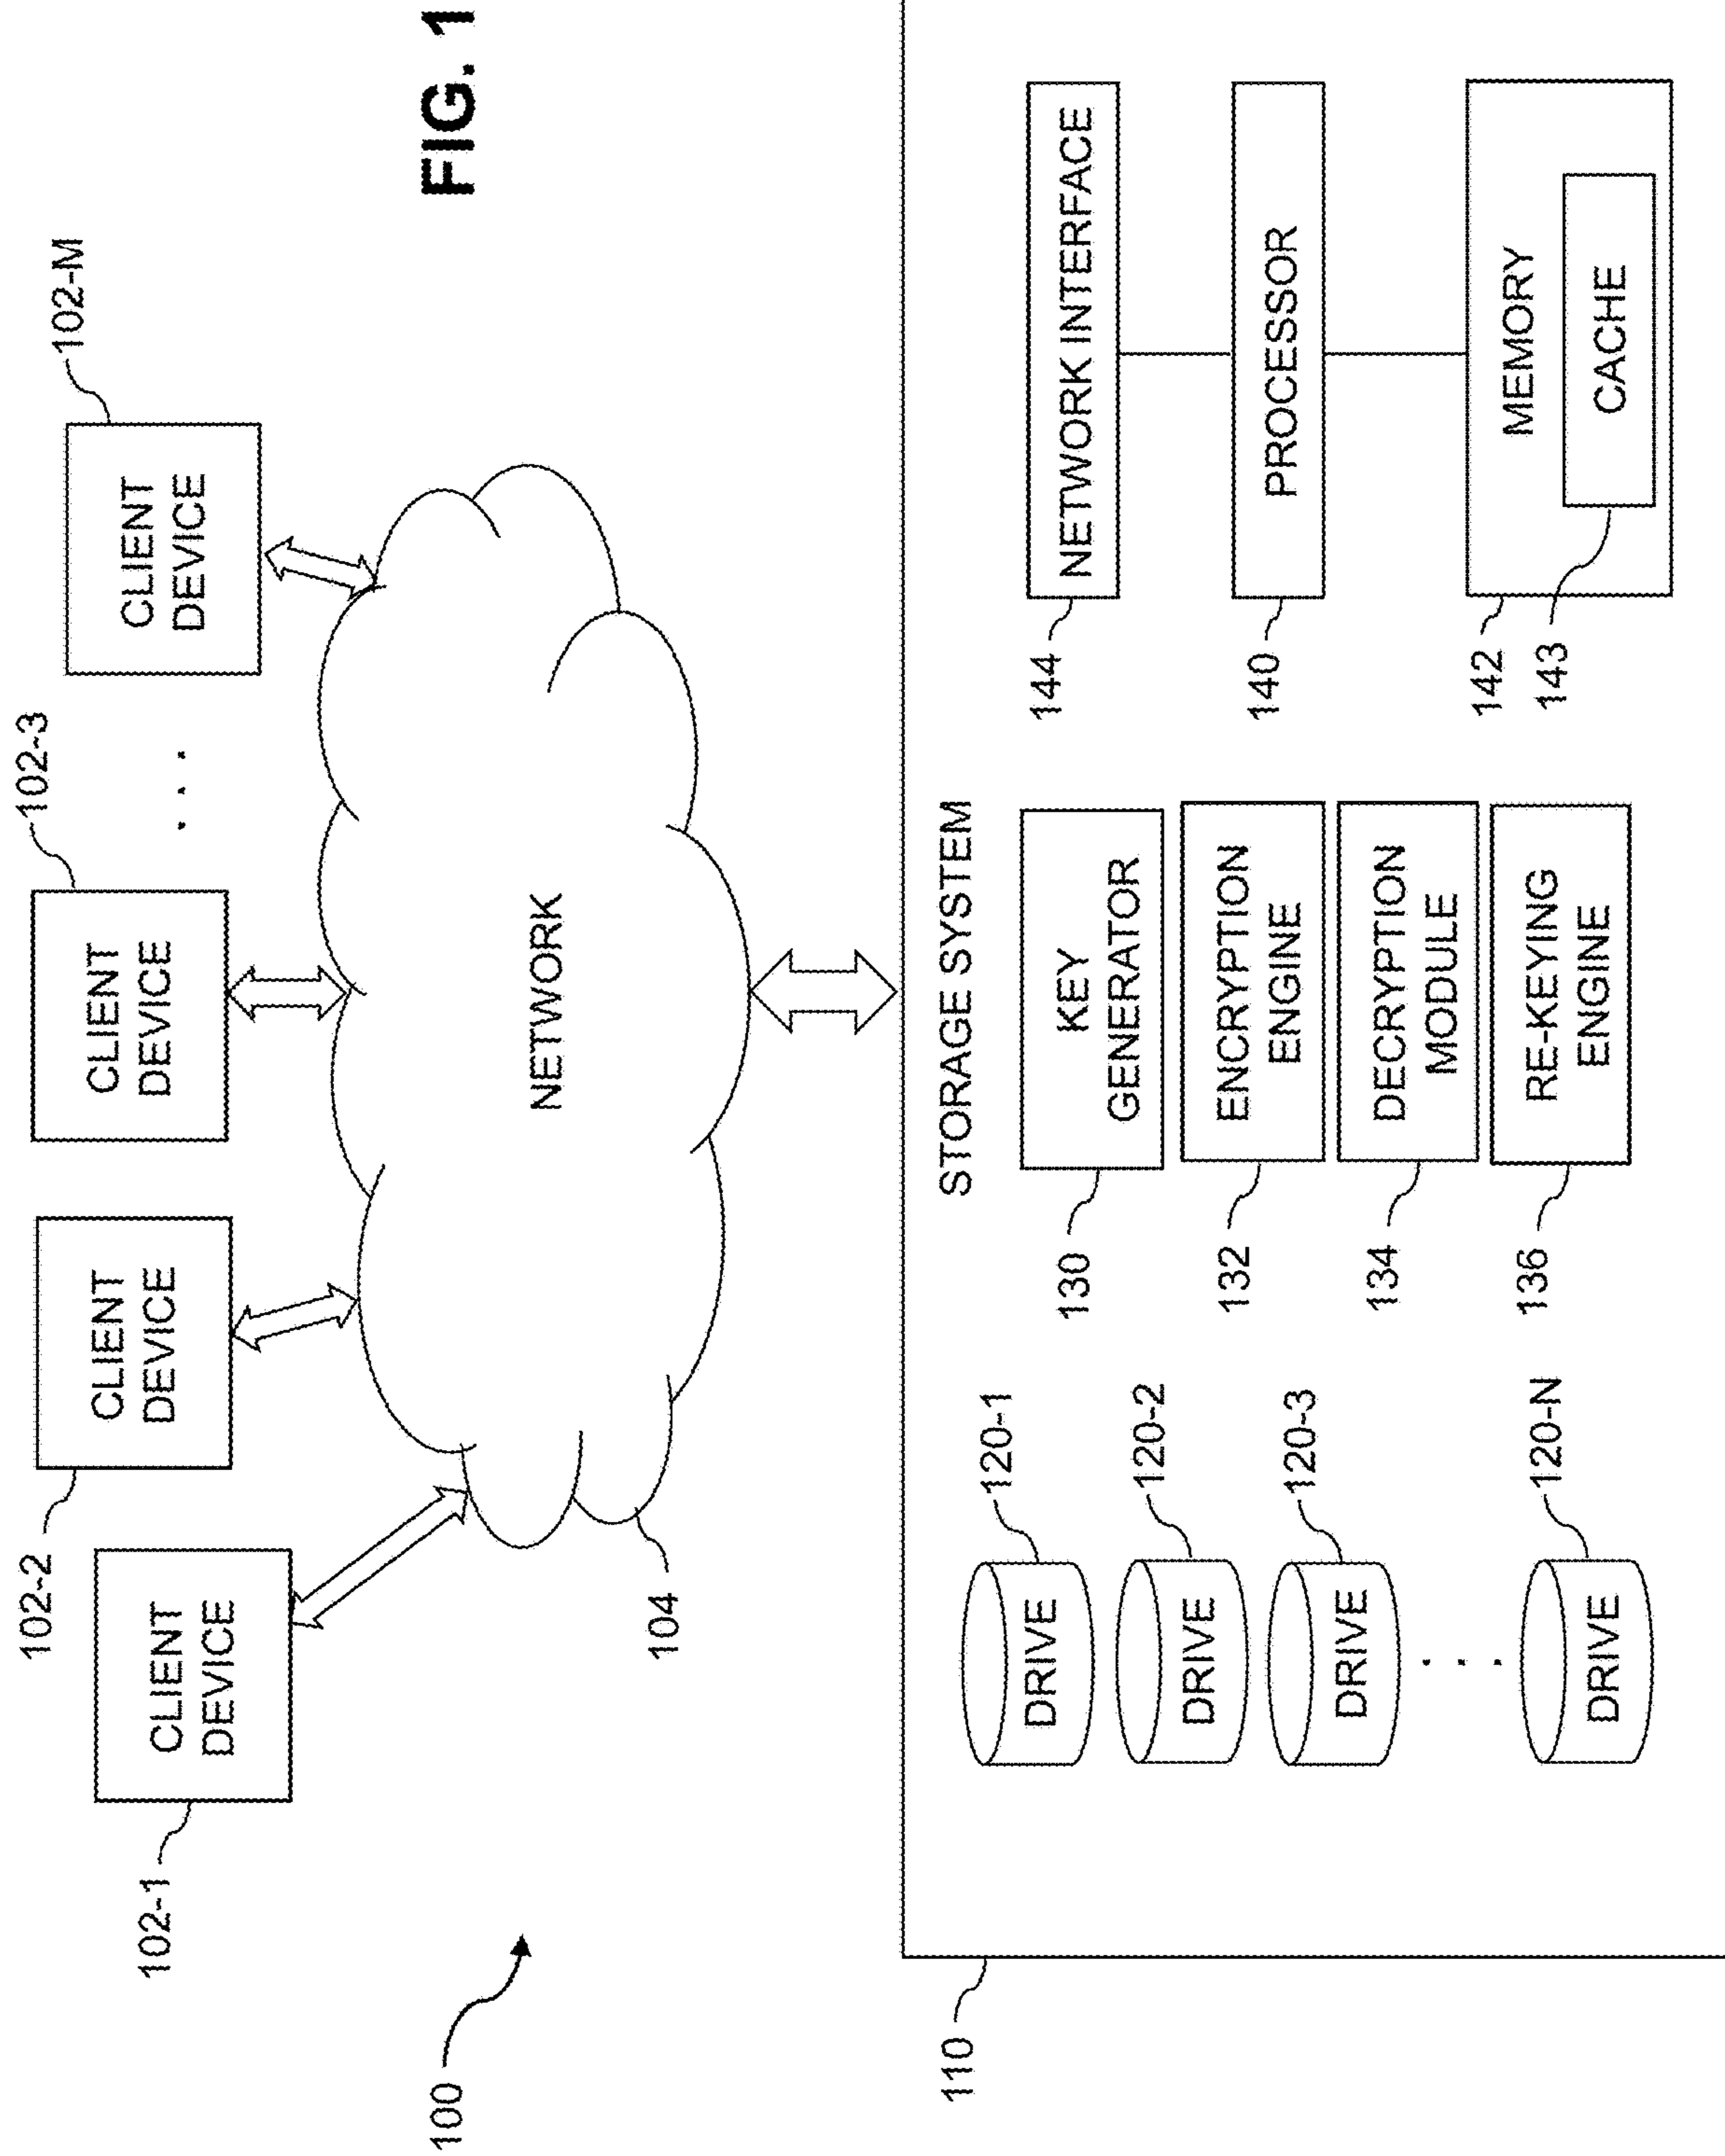 FIG. 1
100
102-1
CLIENT
DEVICE
102-2
CLIENT
DEVICE
102-3
CLIENT
DEVICE
. . .
102-M
CLIENT
DEVICE
NETWORK
104
110
STORAGE SYSTEM
DRIVE
120-1
DRIVE
120-2
DRIVE
120-3
. . .
DRIVE
120-N
130
KEY
GENERATOR
132
ENCRYPTION
ENGINE
134
DECRYPTION
MODULE
136
RE-KEYING
ENGINE
144
NETWORK INTERFACE
140
PROCESSOR
142
MEMORY
143
CACHE